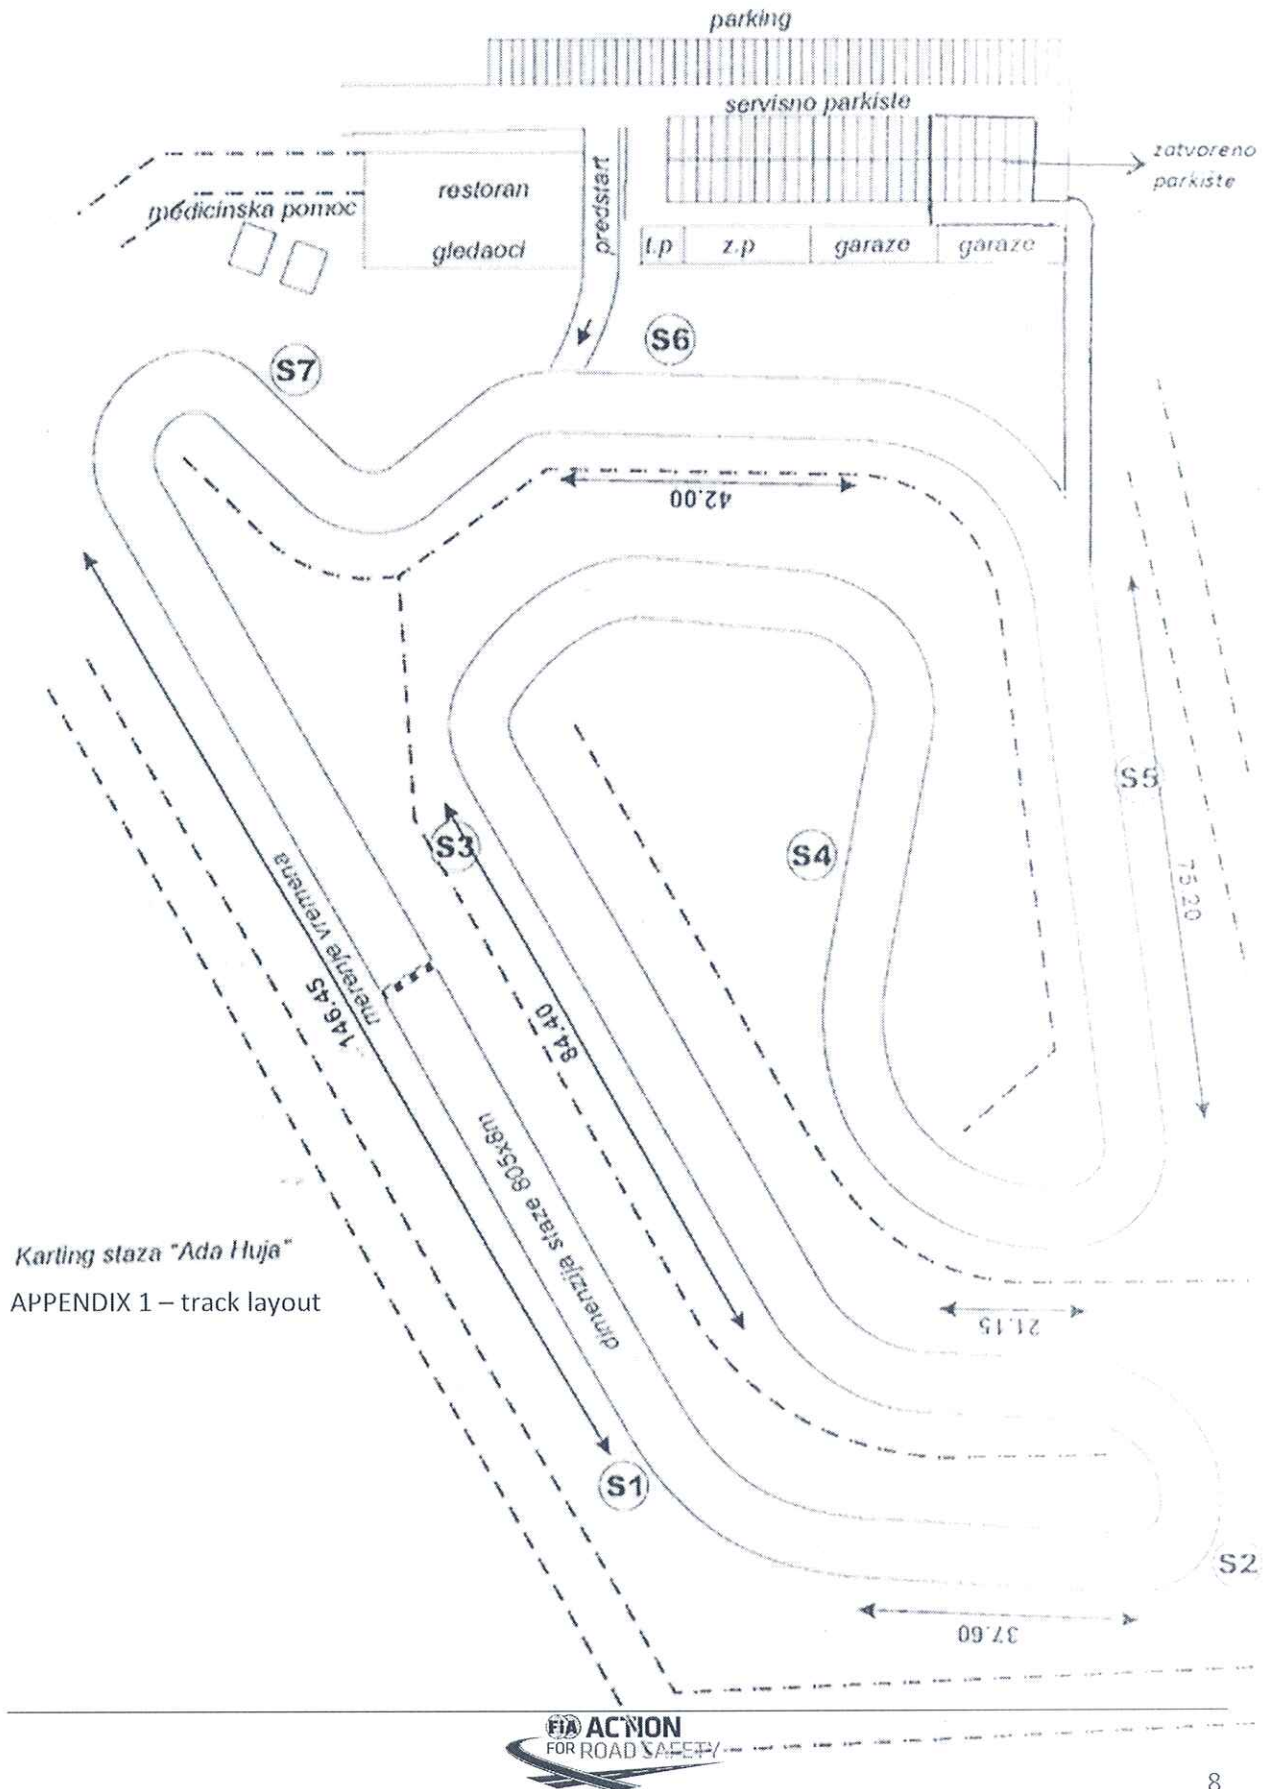 parking
servisno parkiste
zatvoreno
parkište
restoran
predstart
medicinska pomoc
gledaoci
t.p
z.p
garaze
garaze
S6
S7
42.00
S5
S3
S4
75.20
merenje vremena
146.45
84.40
dimenzija staze 805x8m
Karting staza "Ada Huja"
APPENDIX 1 – track layout
21.15
S1
S2
37.60
FIA ACTION
FOR ROAD SAFETY
8